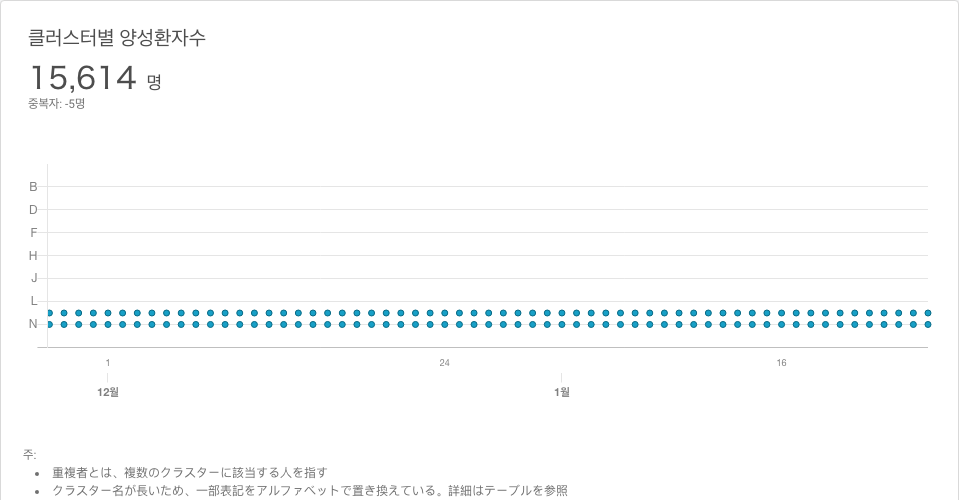 클러스터별 양성환자수
15,614 명
중복자: -5명
B
D
F
H
J
L
N
1 24 16
12월 1월
주:
• 重複者とは、複数のクラスターに該当する人を指す
• クラスター名が長いため、一部表記をアルファベットで置き換えている。詳細はテーブルを参照